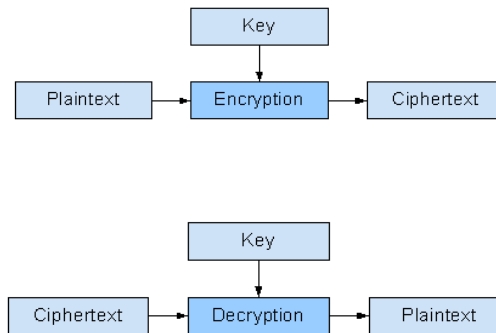 Key
Plaintext
Encryption
Ciphertext
Key
Ciphertext
Decryption
Plaintext